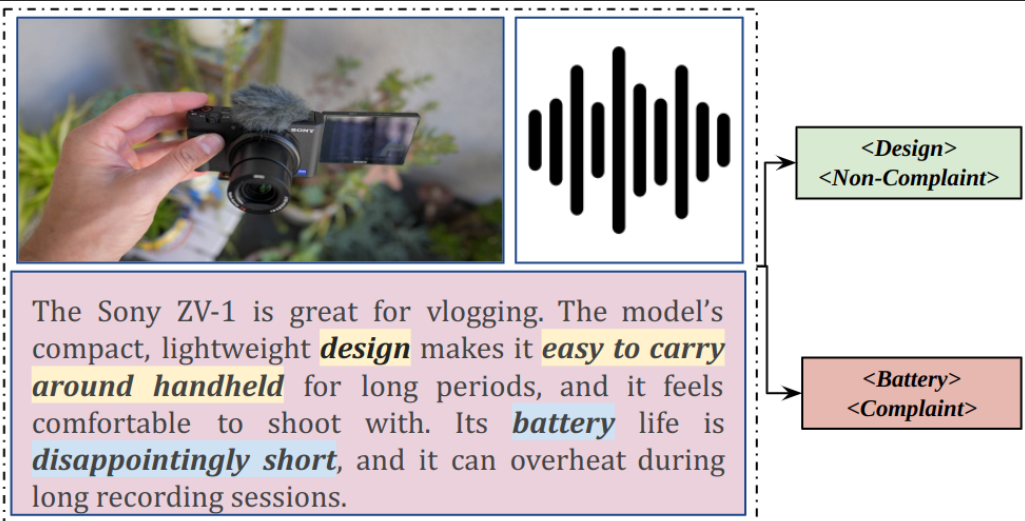 SONY
<Design>
<Non-Complaint>
The Sony ZV-1 is great for vlogging. The model’s
compact, lightweight design makes it easy to carry
around handheld for long periods, and it feels
comfortable to shoot with. Its battery life is
disappointingly short, and it can overheat during
long recording sessions.
<Battery>
<Complaint>